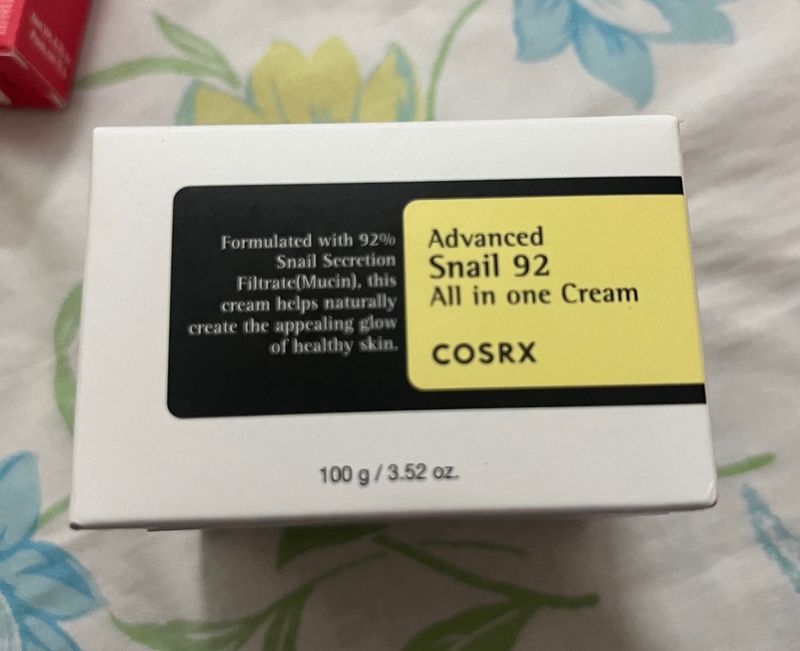 Formulated with 92%
Snail Secretion
Filtrate(Mucin), this
cream helps naturally
create the appealing glow
of healthy skin.
Advanced
Snail 92
All in one Cream
COSRX
100 g / 3.52 oz.